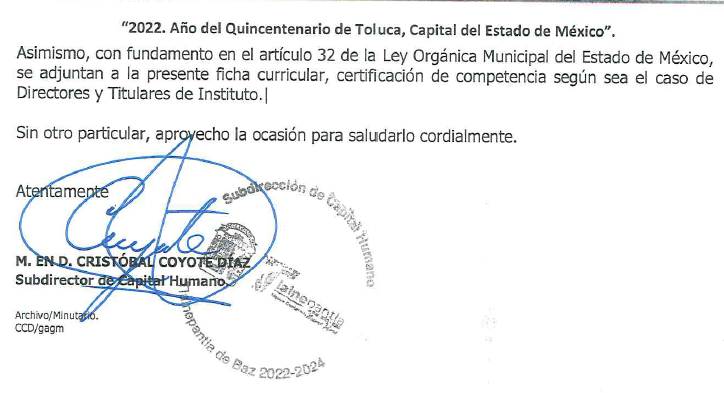 “2022. Año del Quincentenario de Toluca, Capital del Estado de México”.
Asimismo, con fundamento en el artículo 32 de la Ley Orgánica Municipal del Estado de México,
se adjuntan a la presente ficha curricular, certificación de competencia según sea el caso de
Directores y Titulares de Instituto.|
Sin otro particular, aprovecho la ocasión para saludarlo cordialmente.
Atentamente
M. EN D. CRISTÓBAL COYOTE DÍAZ
Subdirector de Capital Humano.
Archivo/Minutario.
CCD/gagm
Subdirección de Capital Humano
Tlalnepantla
Tlalnepantla de Baz 2022-2024